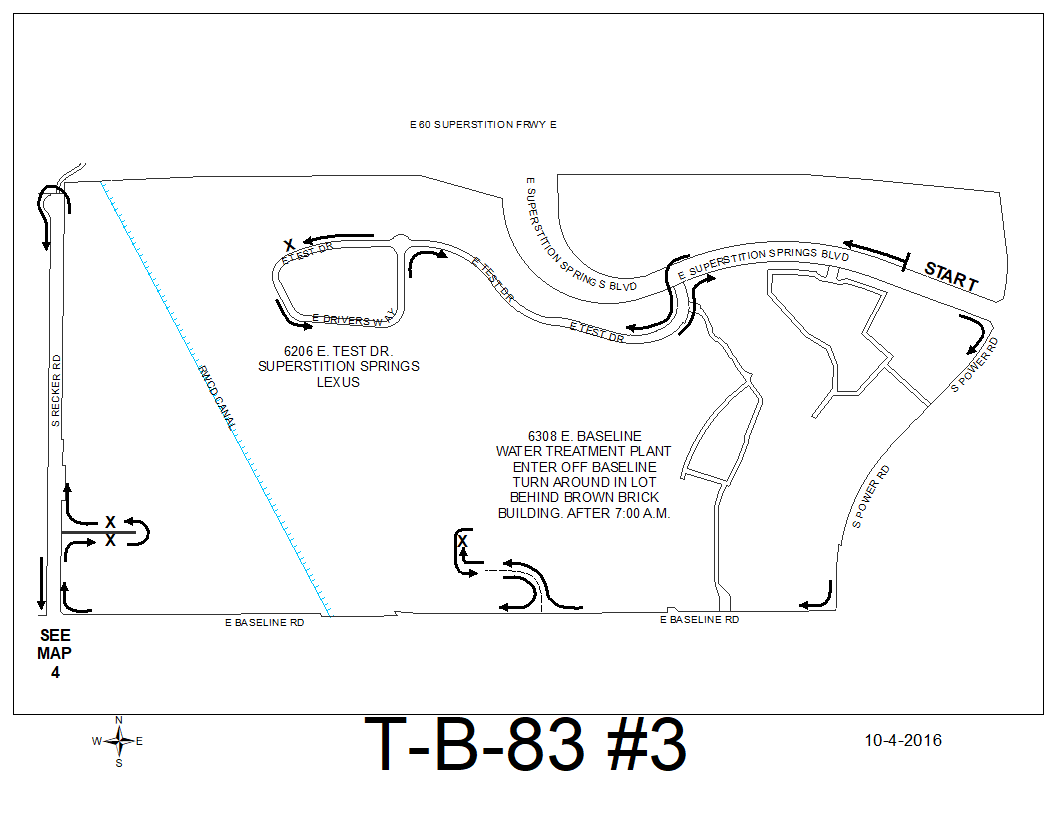 E 60 SUPERSTITION FRWY E
E SUPERSTITION SPRINGS BLVD
E SUPERSTITION SPRINGS BLVD
START
X
E TEST DR
E TEST DR
E TEST DR
E DRIVERS WAY
6206 E. TEST DR.
SUPERSTITION SPRINGS
LEXUS
S POWER RD
S RECKER RD
RWCD CANAL
6308 E. BASELINE
WATER TREATMENT PLANT
ENTER OFF BASELINE
TURN AROUND IN LOT
BEHIND BROWN BRICK
BUILDING. AFTER 7:00 A.M.
S POWER RD
X
X
X
E BASELINE RD
E BASELINE RD
SEE
MAP
4
N
W E
S
T-B-83 #3
10-4-2016